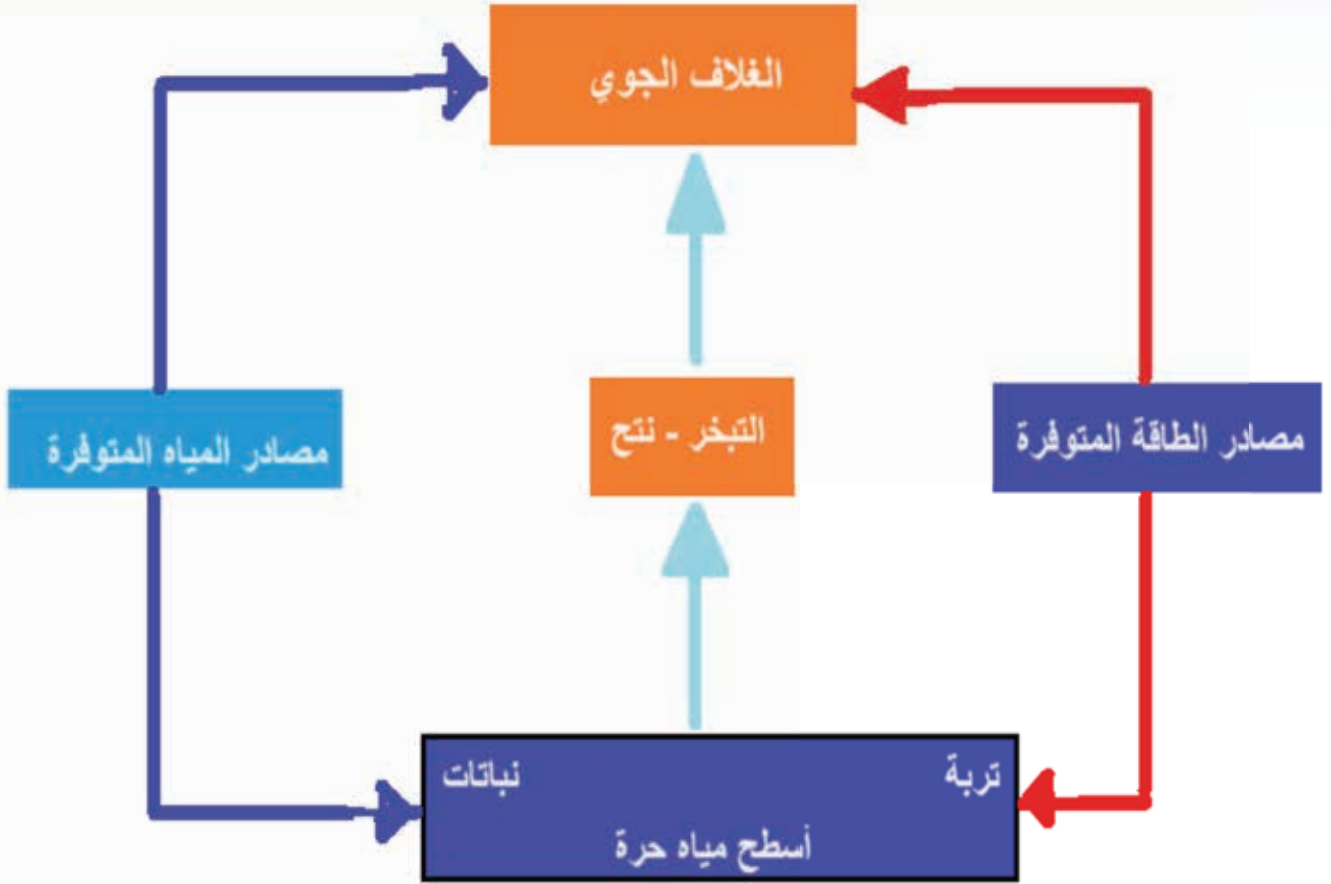 الغلاف الجوي
مصادر الطاقة المتوفرة
التبخر - نتح
مصادر المياه المتوفرة
تربة
نباتات
أسطح مياه حرة